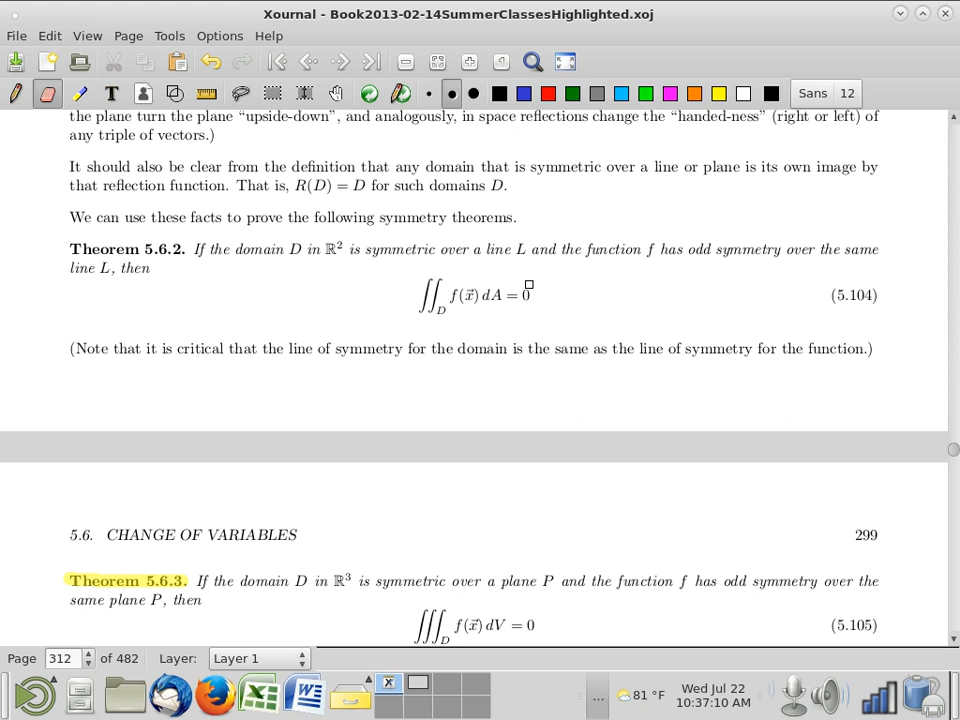 Xournal - Book2013-02-14SummerClassesHighlighted.xoj
File Edit View Page Tools Options Help
Sans 12
the plane turn the plane “upside-down”, and analogously, in space reflections change the “handed-ness” (right or left) of
any triple of vectors.)
It should also be clear from the definition that any domain that is symmetric over a line or plane is its own image by
that reflection function. That is, R(D) = D for such domains D.
We can use these facts to prove the following symmetry theorems.
Theorem 5.6.2. If the domain D in ℝ² is symmetric over a line L and the function f has odd symmetry over the same
line L, then
∬_D f(x⃗) dA = 0 (5.104)
(Note that it is critical that the line of symmetry for the domain is the same as the line of symmetry for the function.)
5.6. CHANGE OF VARIABLES 299
Theorem 5.6.3. If the domain D in ℝ³ is symmetric over a plane P and the function f has odd symmetry over the
same plane P, then
∭_D f(x⃗) dV = 0 (5.105)
Page 312 of 482 Layer: Layer 1
... 81 °F Wed Jul 22
10:37:10 AM